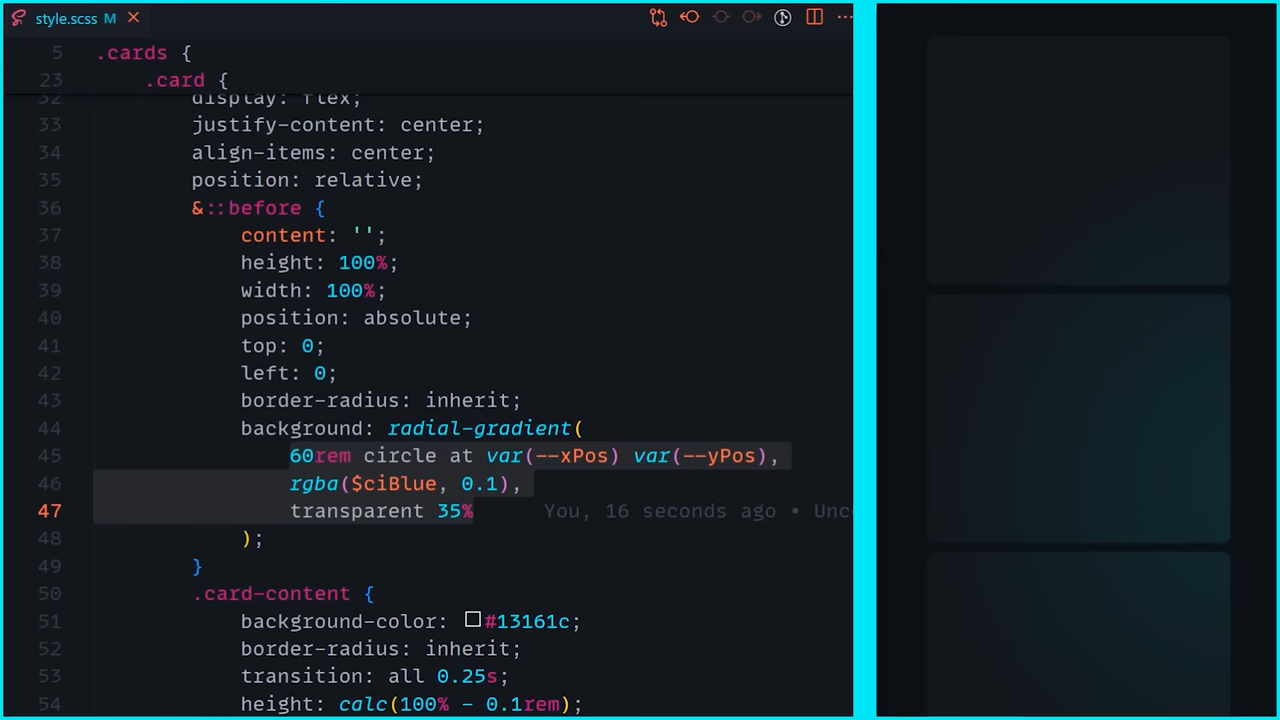 style.scss M
5 .cards {
23 .card {
32 display: flex;
33 justify-content: center;
34 align-items: center;
35 position: relative;
36 &::before {
37 content: '';
38 height: 100%;
39 width: 100%;
40 position: absolute;
41 top: 0;
42 left: 0;
43 border-radius: inherit;
44 background: radial-gradient(
45 60rem circle at var(--xPos) var(--yPos),
46 rgba($ciBlue, 0.1),
47 transparent 35% You, 16 seconds ago • Unco
48 );
49 }
50 .card-content {
51 background-color: #13161c;
52 border-radius: inherit;
53 transition: all 0.25s;
54 height: calc(100% - 0.1rem);